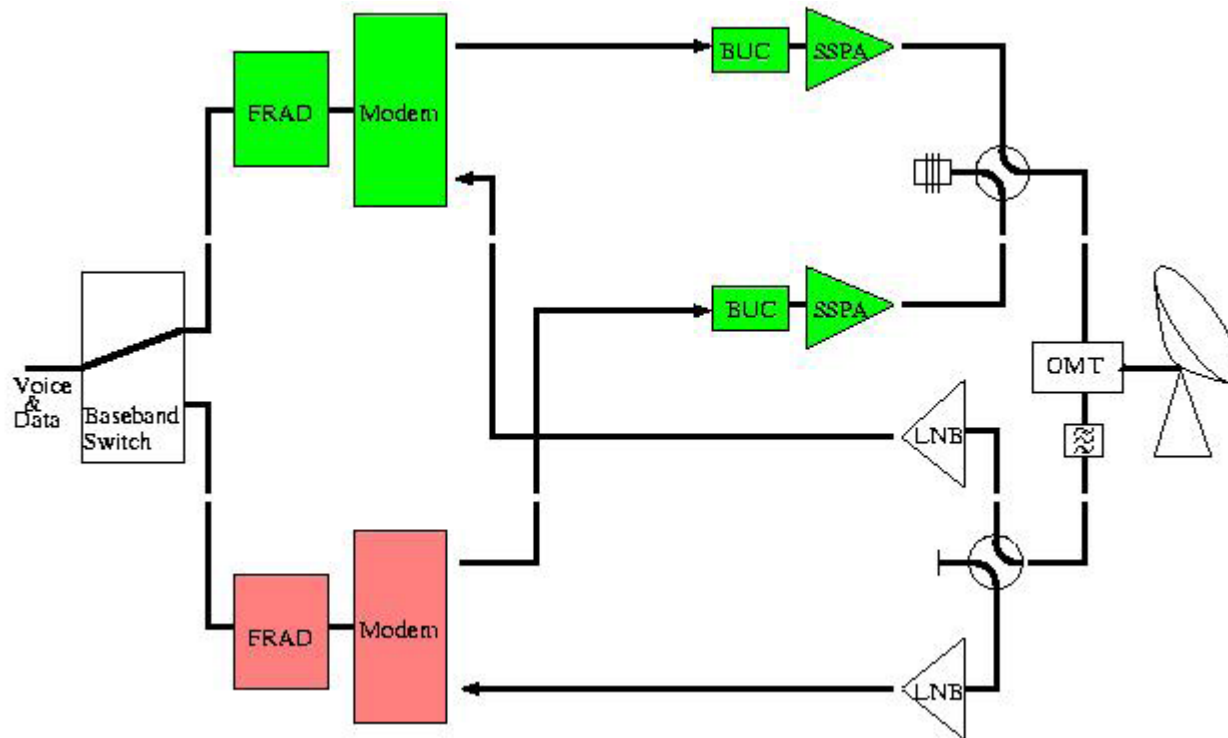 BUC
SSPA
FRAD
Modem
BUC
SSPA
OMT
Voice
&
Data
Baseband
Switch
LNB
FRAD
Modem
LNB